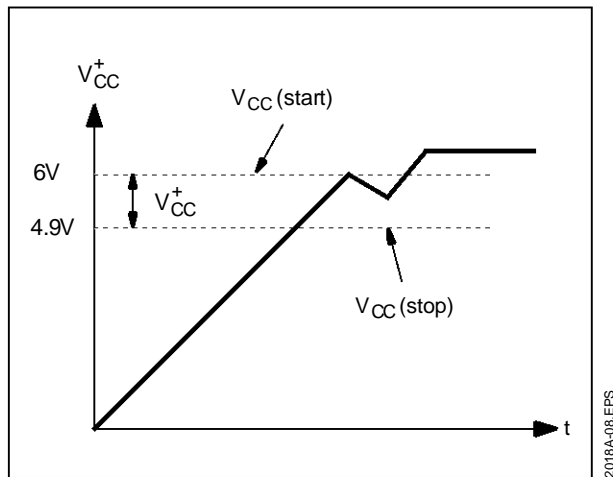 V⁺CC
VCC (start)
6V
V⁺CC
4.9V
VCC (stop)
t
2018A-08.EPS